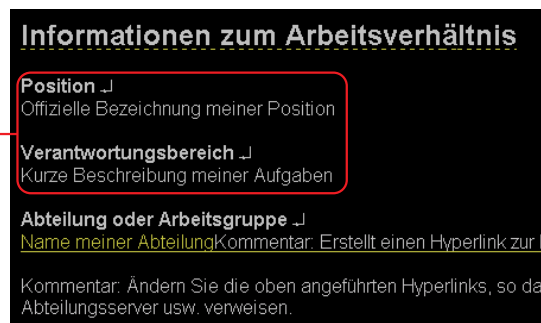 Informationen zum Arbeitsverhältnis
Position
Offizielle Bezeichnung meiner Position
Verantwortungsbereich
Kurze Beschreibung meiner Aufgaben
Abteilung oder Arbeitsgruppe
Name meiner AbteilungKommentar: Erstellt einen Hyperlink zur
Kommentar: Ändern Sie die oben angeführten Hyperlinks, so da
Abteilungsserver usw. verweisen.